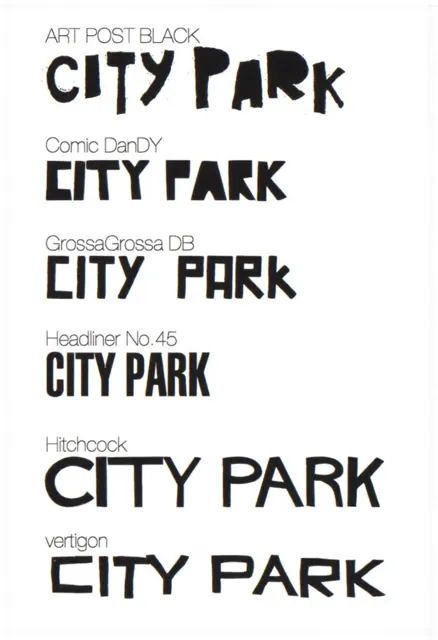 ART POST BLACK
CITY PARK
Comic DanDY
CITY PARK
GrossaGrossa DB
CITY PARK
Headliner No.45
CITY PARK
Hitchcock
CITY PARK
vertigon
CITY PARK